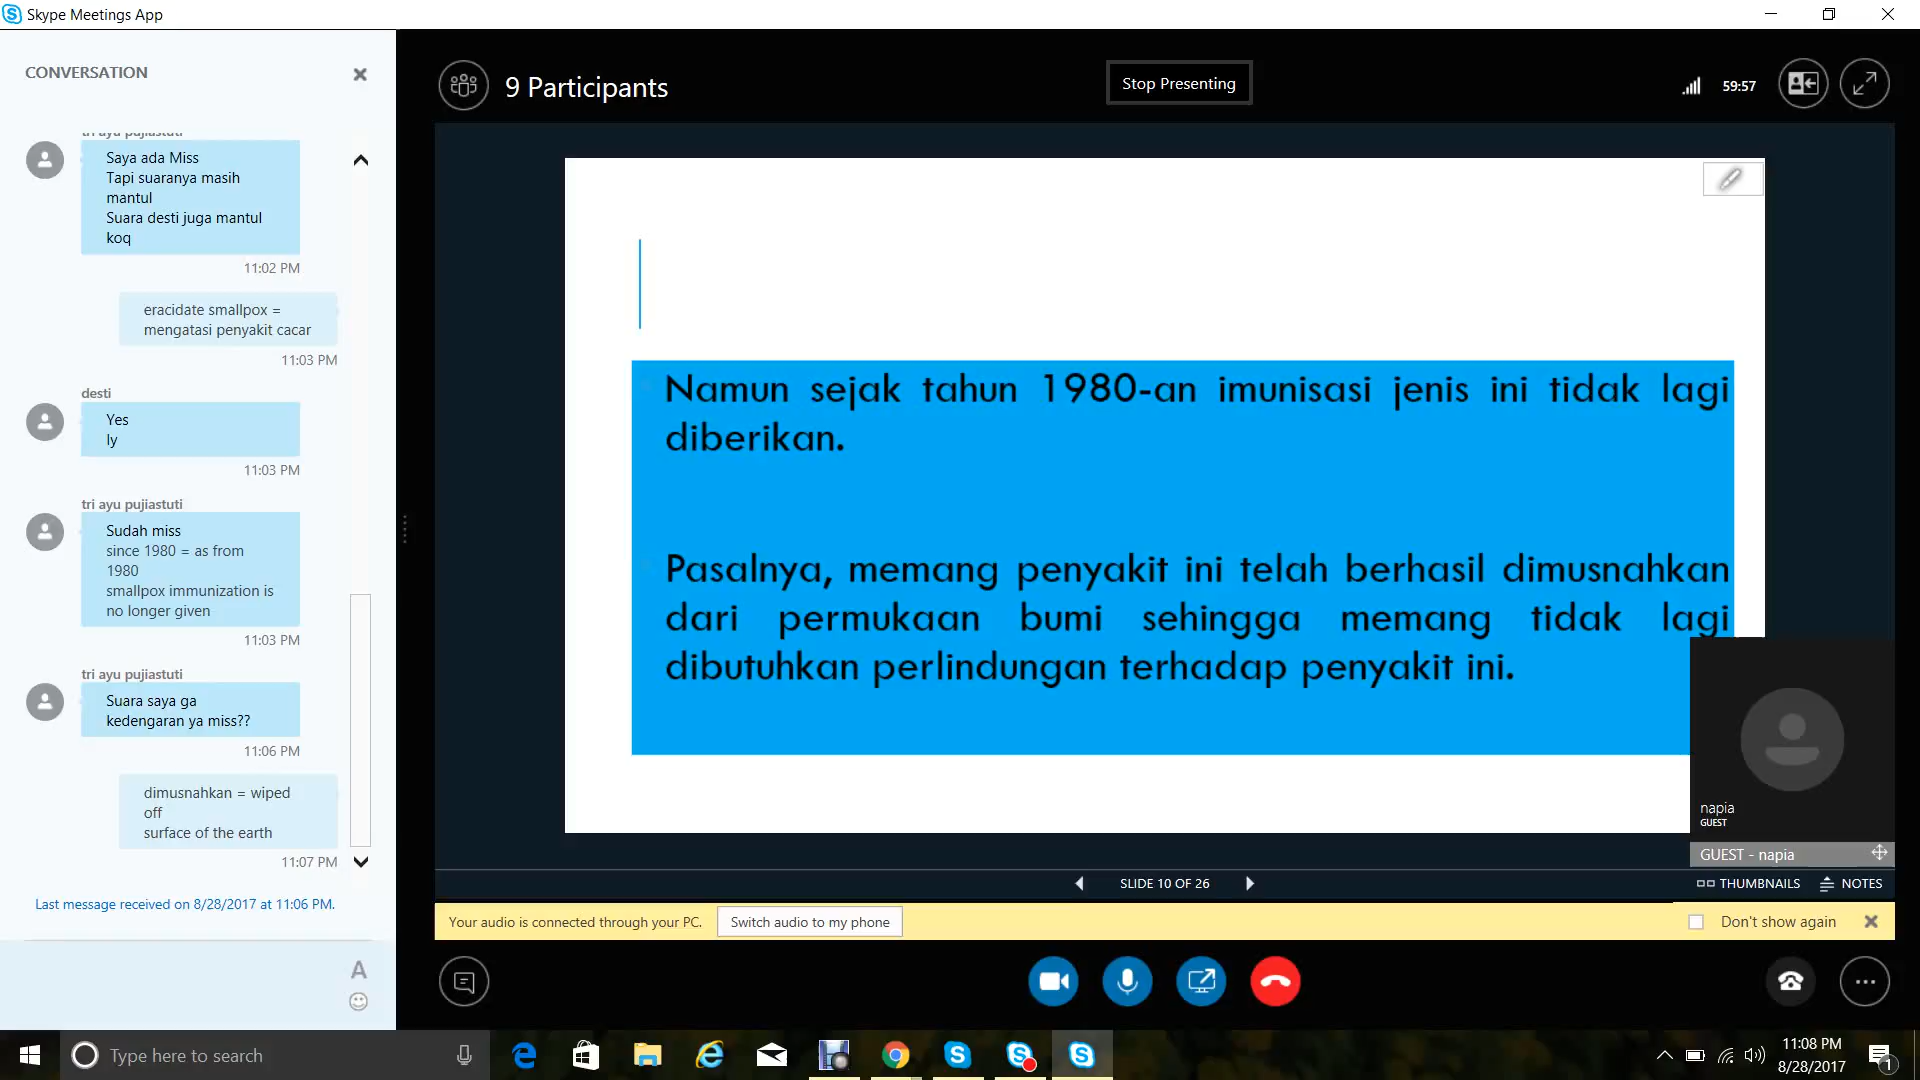 Skype Meetings App
CONVERSATION
tri ayu pujiastuti
Saya ada Miss
Tapi suaranya masih
mantul
Suara desti juga mantul
koq
11:02 PM
eracidate smallpox =
mengatasi penyakit cacar
11:03 PM
desti
Yes
ly
11:03 PM
tri ayu pujiastuti
Sudah miss
since 1980 = as from
1980
smallpox immunization is
no longer given
11:03 PM
tri ayu pujiastuti
Suara saya ga
kedengaran ya miss??
11:06 PM
dimusnahkan = wiped
off
surface of the earth
11:07 PM
Last message received on 8/28/2017 at 11:06 PM.
A
9 Participants
Stop Presenting
59:57
Namun sejak tahun 1980-an imunisasi jenis ini tidak lagi
diberikan.
Pasalnya, memang penyakit ini telah berhasil dimusnahkan
dari permukaan bumi sehingga memang tidak lagi
dibutuhkan perlindungan terhadap penyakit ini.
napia
GUEST
GUEST - napia
SLIDE 10 OF 26
THUMBNAILS
NOTES
Your audio is connected through your PC.
Switch audio to my phone
Don't show again
Type here to search
11:08 PM
8/28/2017
1